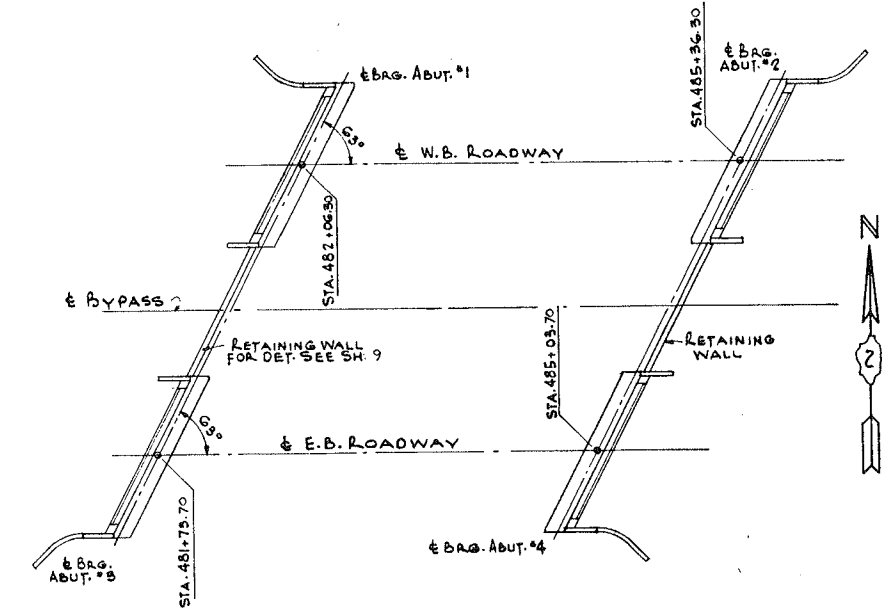 ℄ BRG. ABUT. #1
℄ BRG.
ABUT. #2
STA. 485+36.30
63°
℄ W.B. ROADWAY
STA. 482+06.30
N
℄ BYPASS
RETAINING WALL
FOR DET. SEE SH. 9
STA. 485+03.70
RETAINING
WALL
2
63°
℄ E.B. ROADWAY
STA. 481+73.70
℄ BRG. ABUT. #4
℄ BRG.
ABUT. #3